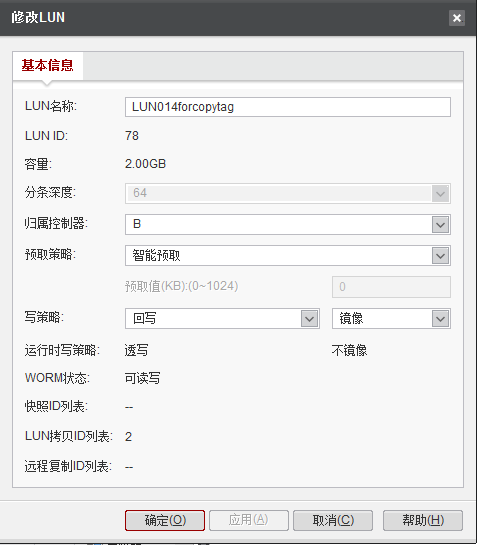 修改LUN
基本信息
LUN名称: LUN014forcopytag
LUN ID: 78
容量: 2.00GB
分条深度: 64
归属控制器: B
预取策略: 智能预取
预取值(KB):(0~1024) 0
写策略: 回写 镜像
运行时写策略: 透写 不镜像
WORM状态: 可读写
快照ID列表: --
LUN拷贝ID列表: 2
远程复制ID列表: --
确定(O) 应用(A) 取消(C) 帮助(H)